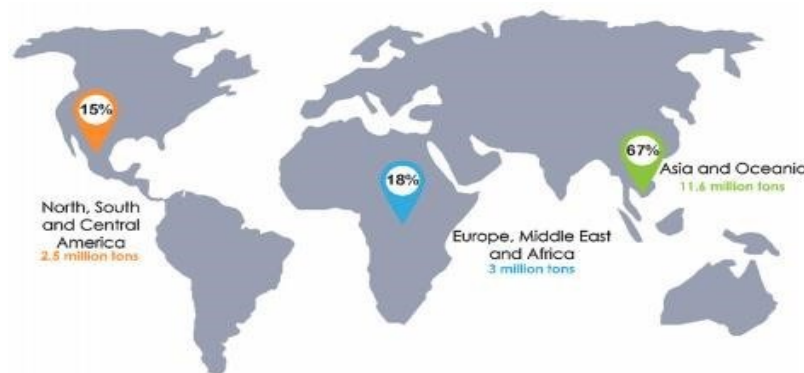 15%
North, South
and Central
America
2.5 million tons
18%
Europe, Middle East
and Africa
3 million tons
67%
Asia and Oceania
11.6 million tons